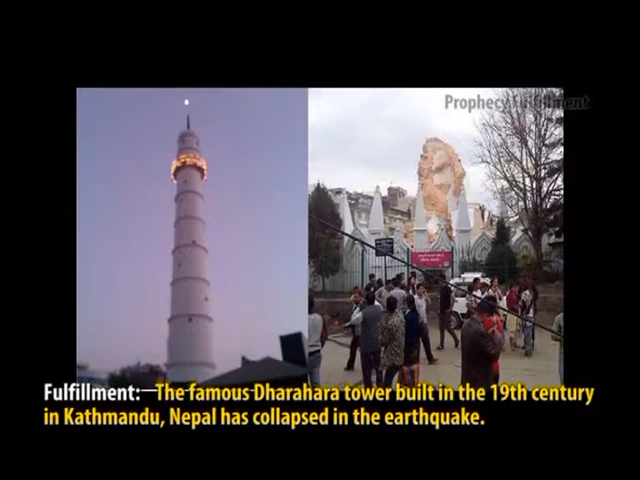 Prophecy Fulfillment
Fulfillment:— The famous Dharahara tower built in the 19th century
in Kathmandu, Nepal has collapsed in the earthquake.